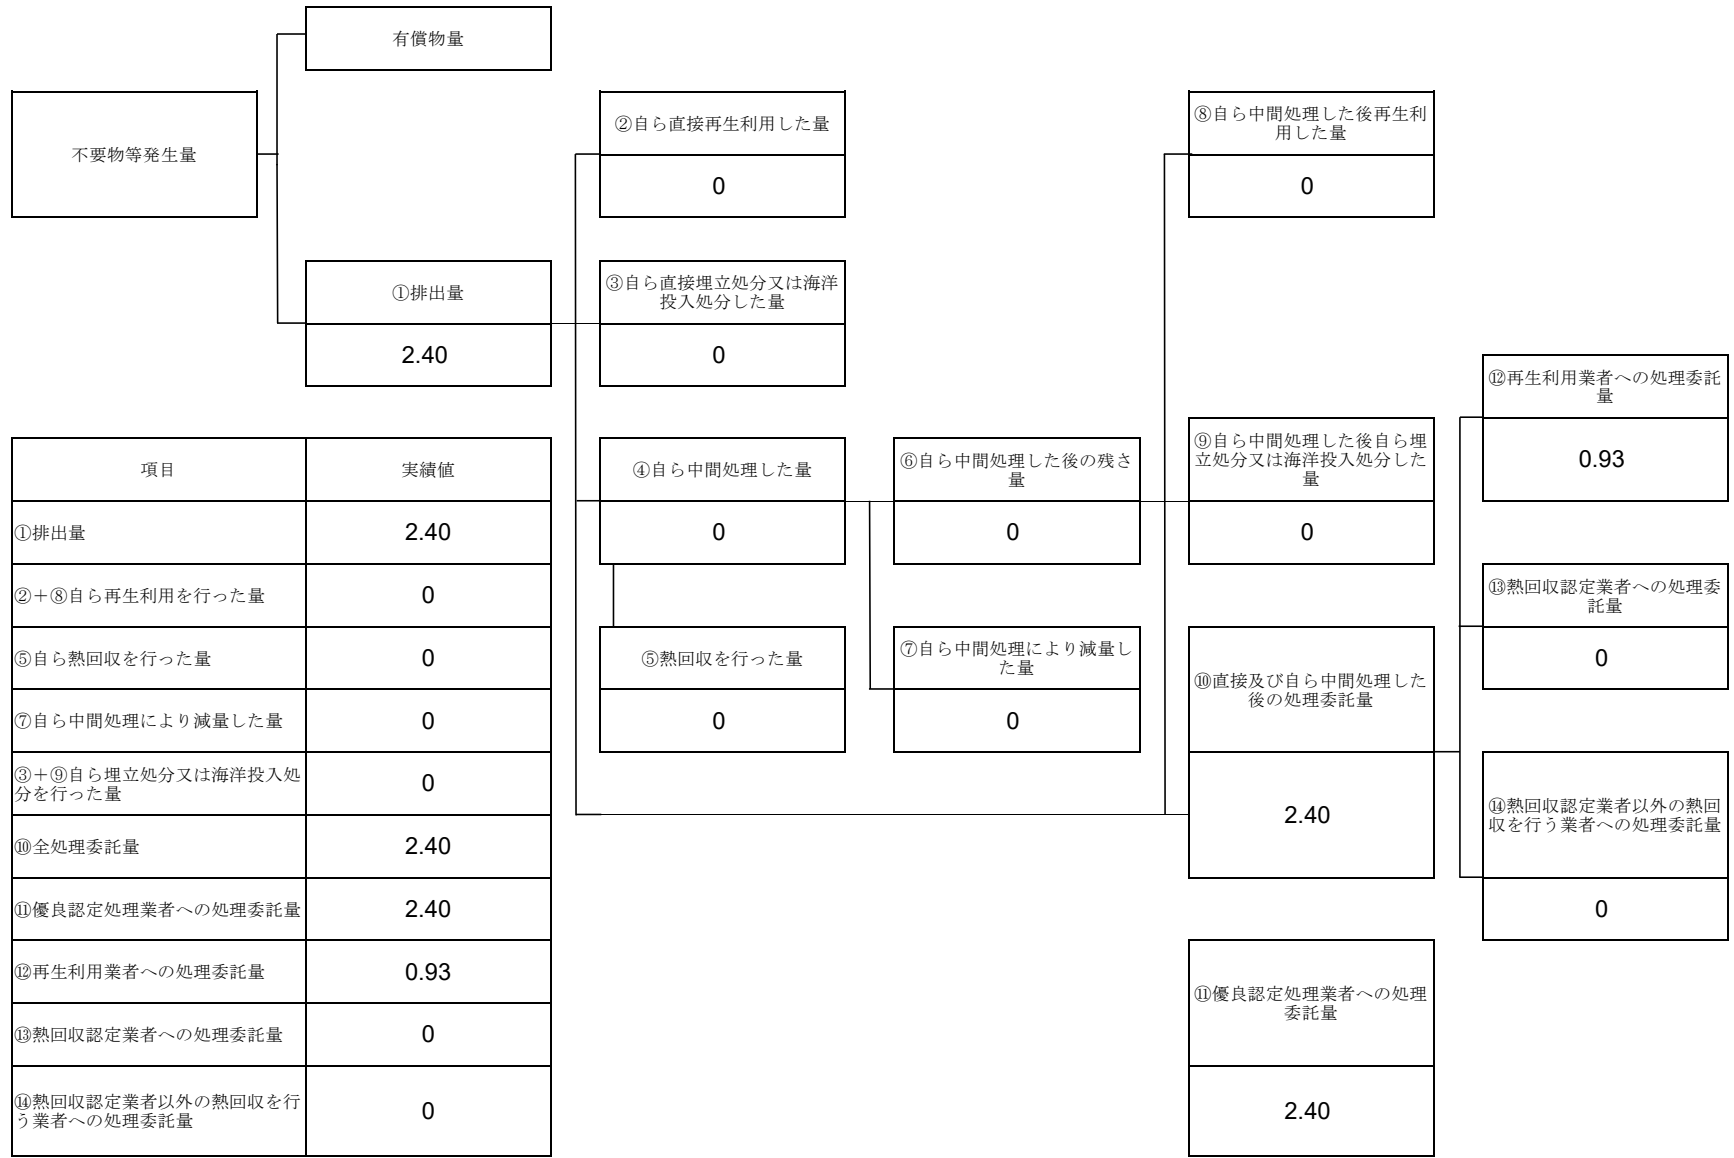 有償物量
不要物等発生量
①排出量
2.40
②自ら直接再生利用した量
0
③自ら直接埋立処分又は海洋
投入処分した量
0
④自ら中間処理した量
0
⑤熱回収を行った量
0
⑥自ら中間処理した後の残さ
量
0
⑦自ら中間処理により減量し
た量
0
⑧自ら中間処理した後再生利
用した量
0
⑨自ら中間処理した後自ら埋
立処分又は海洋投入処分した
量
0
⑩直接及び自ら中間処理した
後の処理委託量
2.40
⑪優良認定処理業者への処理
委託量
2.40
⑫再生利用業者への処理委託
量
0.93
⑬熱回収認定業者への処理委
託量
0
⑭熱回収認定業者以外の熱回
収を行う業者への処理委託量
0
項目 実績値
①排出量 2.40
②＋⑧自ら再生利用を行った量 0
⑤自ら熱回収を行った量 0
⑦自ら中間処理により減量した量 0
③＋⑨自ら埋立処分又は海洋投入処
分を行った量 0
⑩全処理委託量 2.40
⑪優良認定処理業者への処理委託量 2.40
⑫再生利用業者への処理委託量 0.93
⑬熱回収認定業者への処理委託量 0
⑭熱回収認定業者以外の熱回収を行
う業者への処理委託量 0